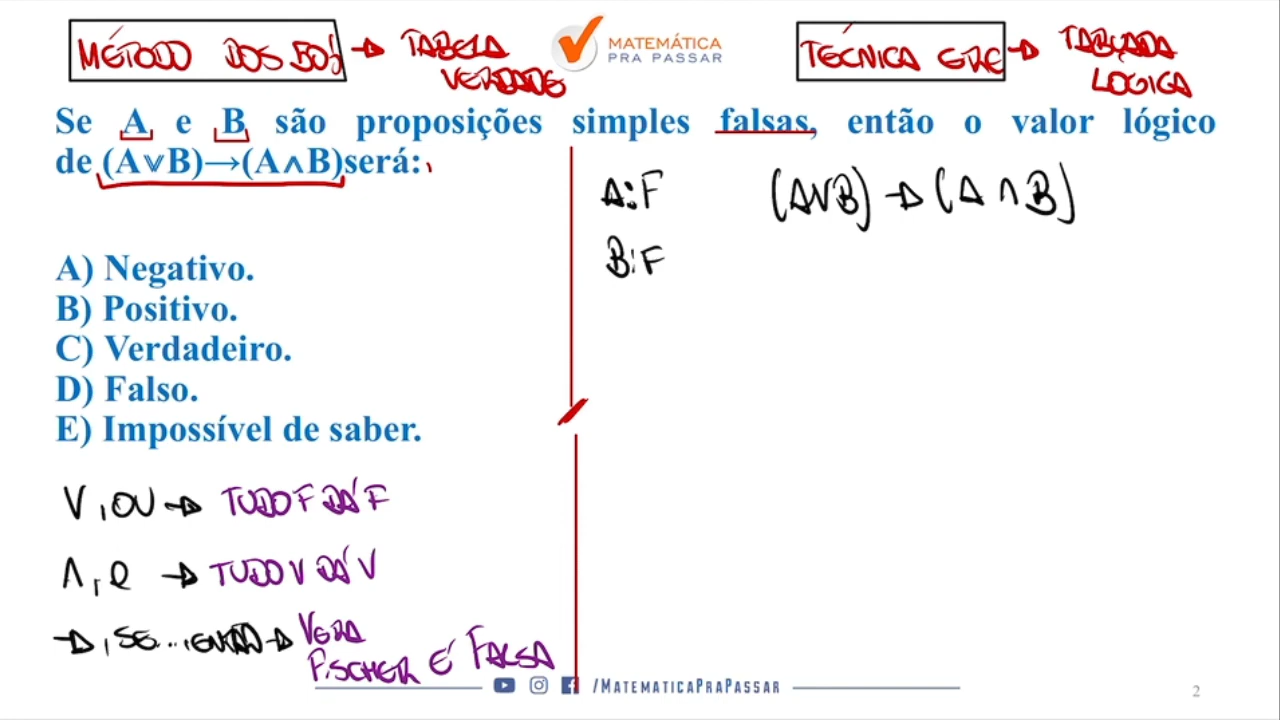 MÉTODO DOS BOS → TABELA VERDADE
MATEMÁTICA
PRA PASSAR
TÉCNICA ERE → TABUADA LÓGICA
Se A e B são proposições simples falsas, então o valor lógico
de (A∨B)→(A∧B)será:
A:F
(A∨B) → (A ∧ B)
B:F
A) Negativo.
B) Positivo.
C) Verdadeiro.
D) Falso.
E) Impossível de saber.
V, OU → TUDO F DÁ F
∧, e → TUDO V DÁ V
→, SE...ENTÃO → VERA
FISCHER É FALSA
/MATEMATICAPRAPASSAR
2